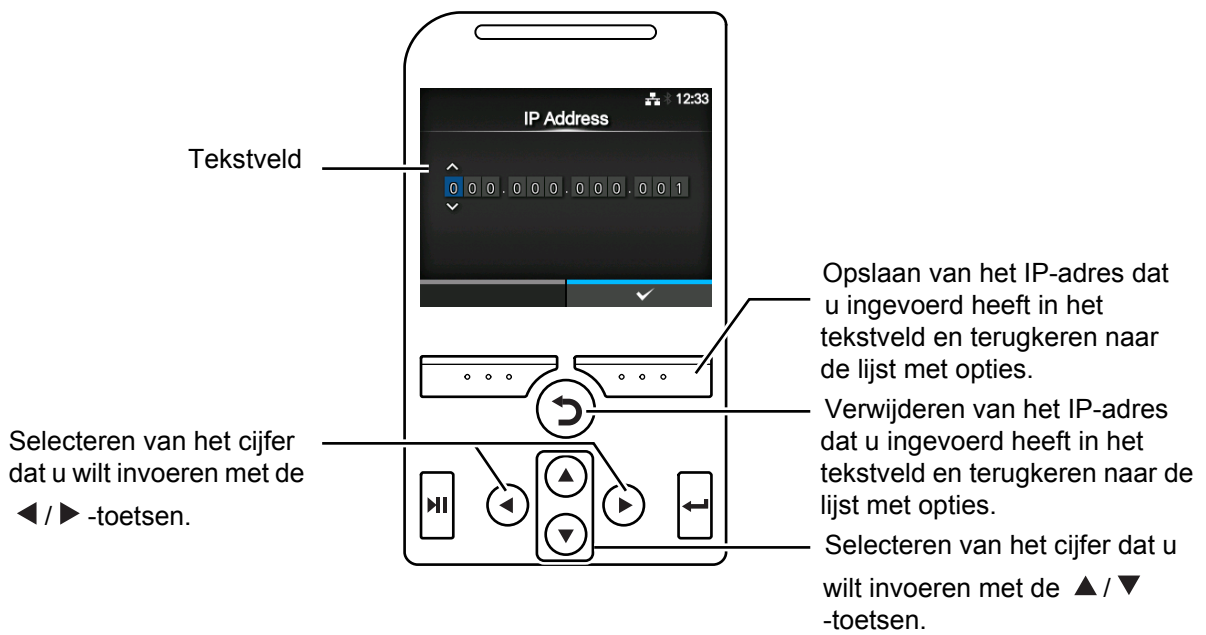 12:33
IP Address
Tekstveld
000.000.000.001
Opslaan van het IP-adres dat
u ingevoerd heeft in het
tekstveld en terugkeren naar
de lijst met opties.
Verwijderen van het IP-adres
dat u ingevoerd heeft in het
tekstveld en terugkeren naar de
lijst met opties.
Selecteren van het cijfer
dat u wilt invoeren met de
◀ / ▶ -toetsen.
Selecteren van het cijfer dat u
wilt invoeren met de ▲ / ▼
-toetsen.